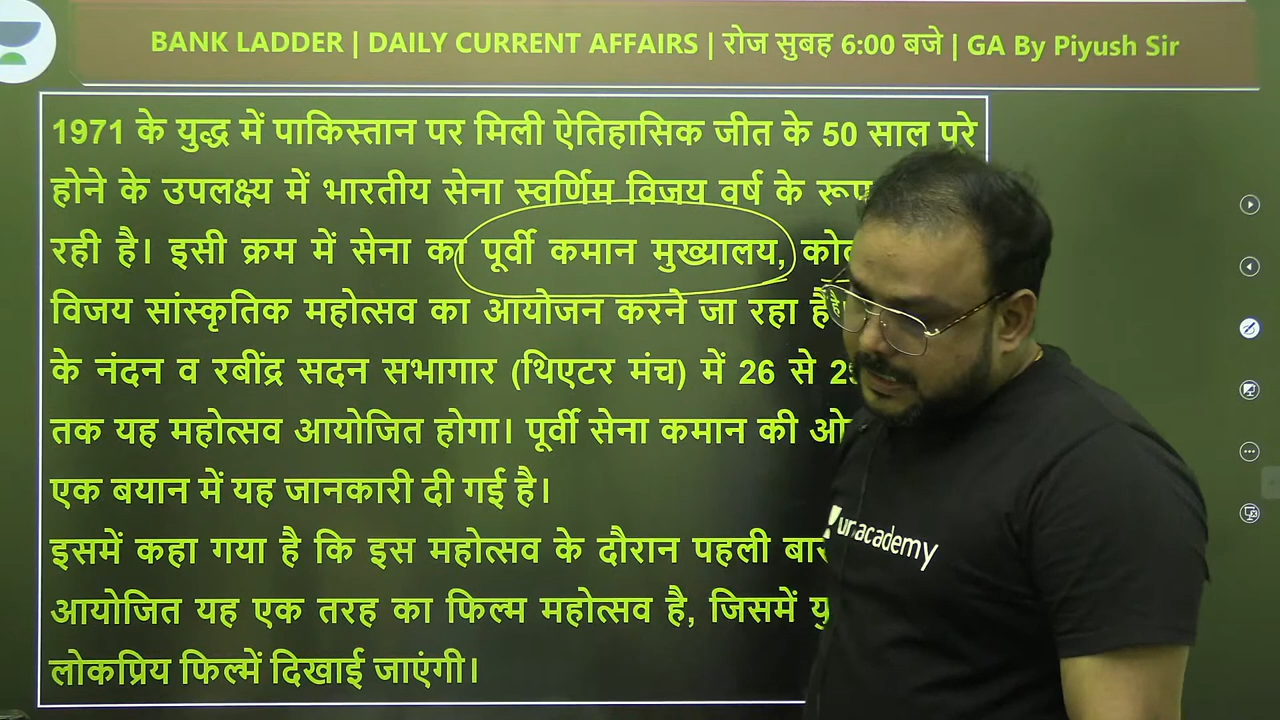 BANK LADDER | DAILY CURRENT AFFAIRS | रोज सुबह 6:00 बजे | GA By Piyush Sir
1971 के युद्ध में पाकिस्तान पर मिली ऐतिहासिक जीत के 50 साल पूरे
होने के उपलक्ष्य में भारतीय सेना स्वर्णिम विजय वर्ष के
रही है। इसी क्रम में सेना का पूर्वी कमान मुख्यालय,
विजय सांस्कृतिक महोत्सव का आयोजन करने जा रहा है
के नंदन व रबींद्र सदन सभागार (थिएटर मंच) में 26 से
तक यह महोत्सव आयोजित होगा। पूर्वी सेना कमान की
एक बयान में यह जानकारी दी गई है।
इसमें कहा गया है कि इस महोत्सव के दौरान पहली
आयोजित यह एक तरह का फिल्म महोत्सव है, जिसमें
लोकप्रिय फिल्में दिखाई जाएंगी।
unacademy